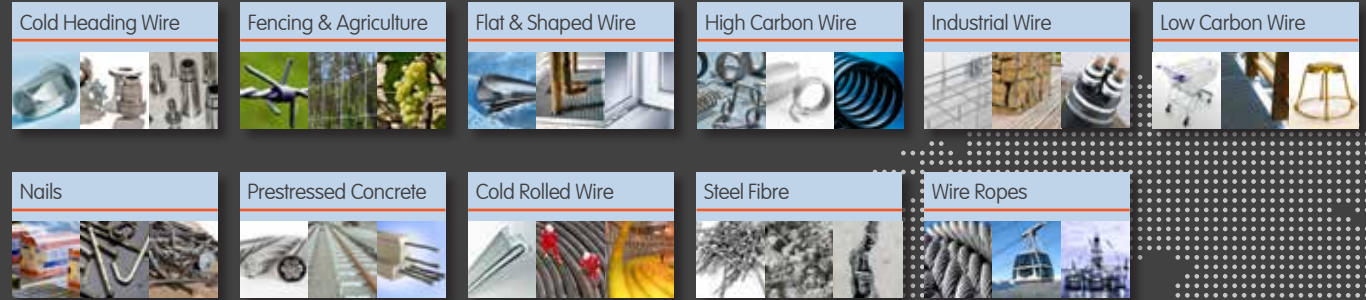 Cold Heading Wire
Fencing & Agriculture
Flat & Shaped Wire
High Carbon Wire
Industrial Wire
Low Carbon Wire
Nails
Prestressed Concrete
Cold Rolled Wire
Steel Fibre
Wire Ropes